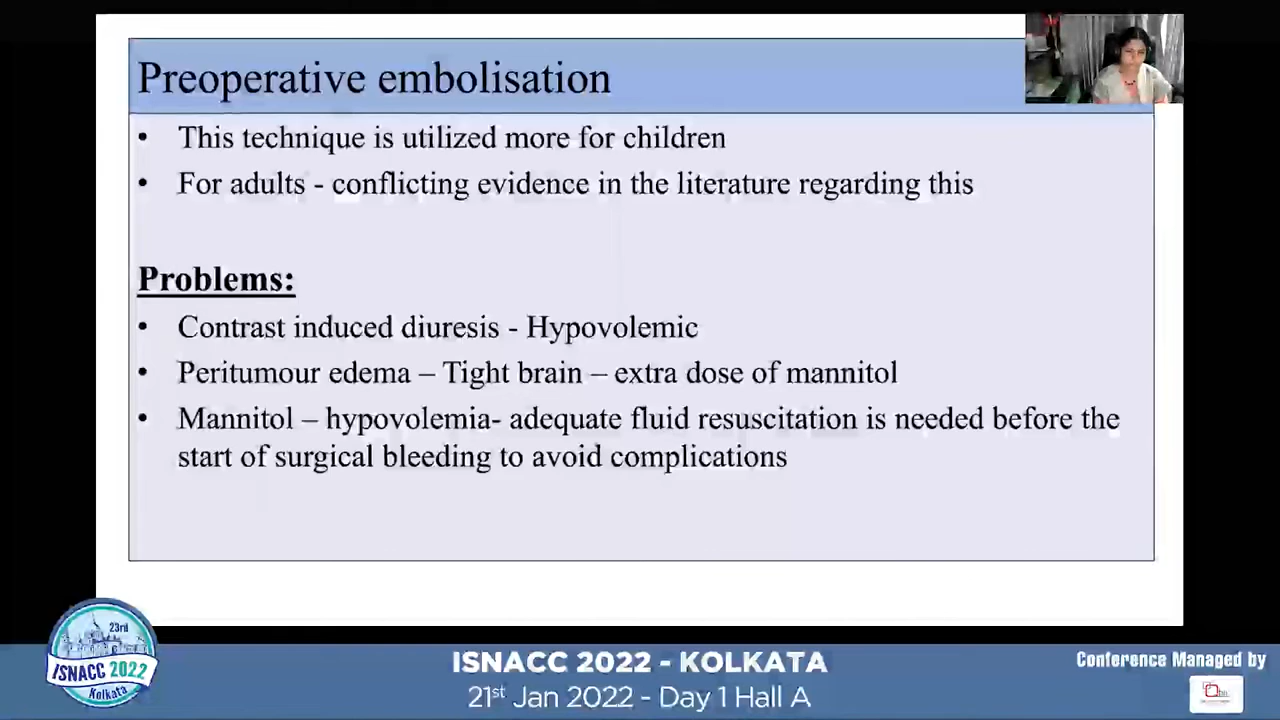 Preoperative embolisation
• This technique is utilized more for children
• For adults - conflicting evidence in the literature regarding this
Problems:
• Contrast induced diuresis - Hypovolemic
• Peritumour edema – Tight brain – extra dose of mannitol
• Mannitol – hypovolemia- adequate fluid resuscitation is needed before the
start of surgical bleeding to avoid complications
23rd
ISNACC 2022
Kolkata
ISNACC 2022 - KOLKATA
21st Jan 2022 - Day 1 Hall A
Conference Managed by